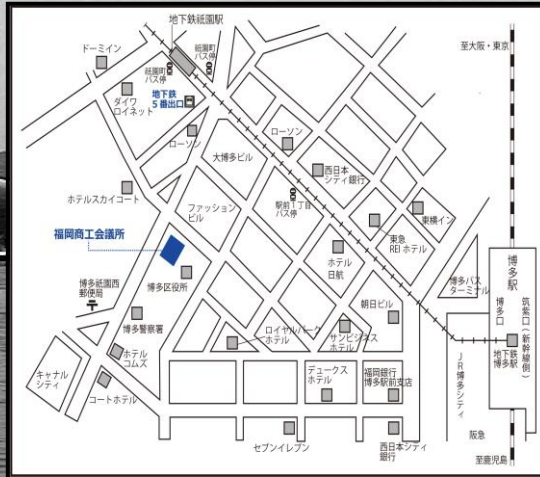 地下鉄祇園駅
至大阪・東京
ドーミイン
祇園町
バス停
祇園町
バス停
地下鉄
5番出口
ダイワ
ロイネット
ローソン
ローソン
大博多ビル
西日本
シティ銀行
ホテルスカイコート
ファッション
ビル
駅前1丁目
バス停
東横イン
東急
REI ホテル
福岡商工会議所
ホテル
日航
博多バス
ターミナル
博多駅
博多口
筑紫口(新幹線側)
博多区役所
博多祇園西
郵便局
朝日ビル
博多警察署
ロイヤルパーク
ホテル
サンビジネス
ホテル
地下鉄
博多駅
ホテル
コムズ
JR博多シティ
キャナル
シティ
コートホテル
デュークス
ホテル
福岡銀行
博多駅前支店
阪急
セブンイレブン
西日本シティ
銀行
至鹿児島